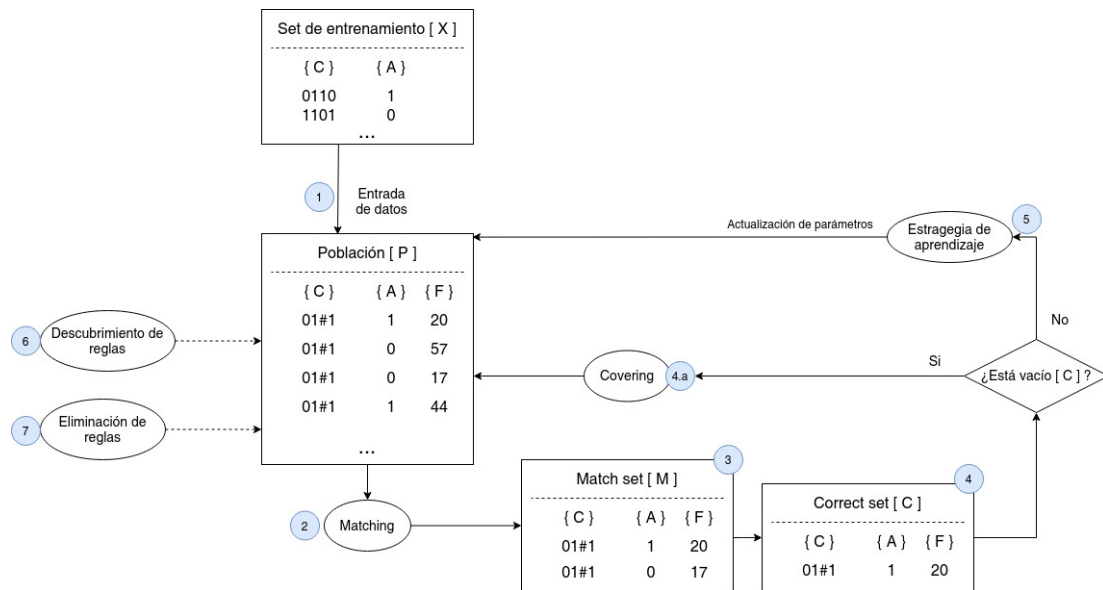 Set de entrenamiento [ X ]
{ C } { A }
0110 1
1101 0
...
1
Entrada
de datos
Población [ P ]
{ C } { A } { F }
01#1 1 20
01#1 0 57
01#1 0 17
01#1 1 44
...
6
Descubrimiento de
reglas
7
Eliminación de
reglas
Actualización de parámetros
Estragegia de
aprendizaje
5
No
Si
¿Está vacío [ C ] ?
Covering
4.a
2
Matching
3
Match set [ M ]
{ C } { A } { F }
01#1 1 20
01#1 0 17
4
Correct set [ C ]
{ C } { A } { F }
01#1 1 20